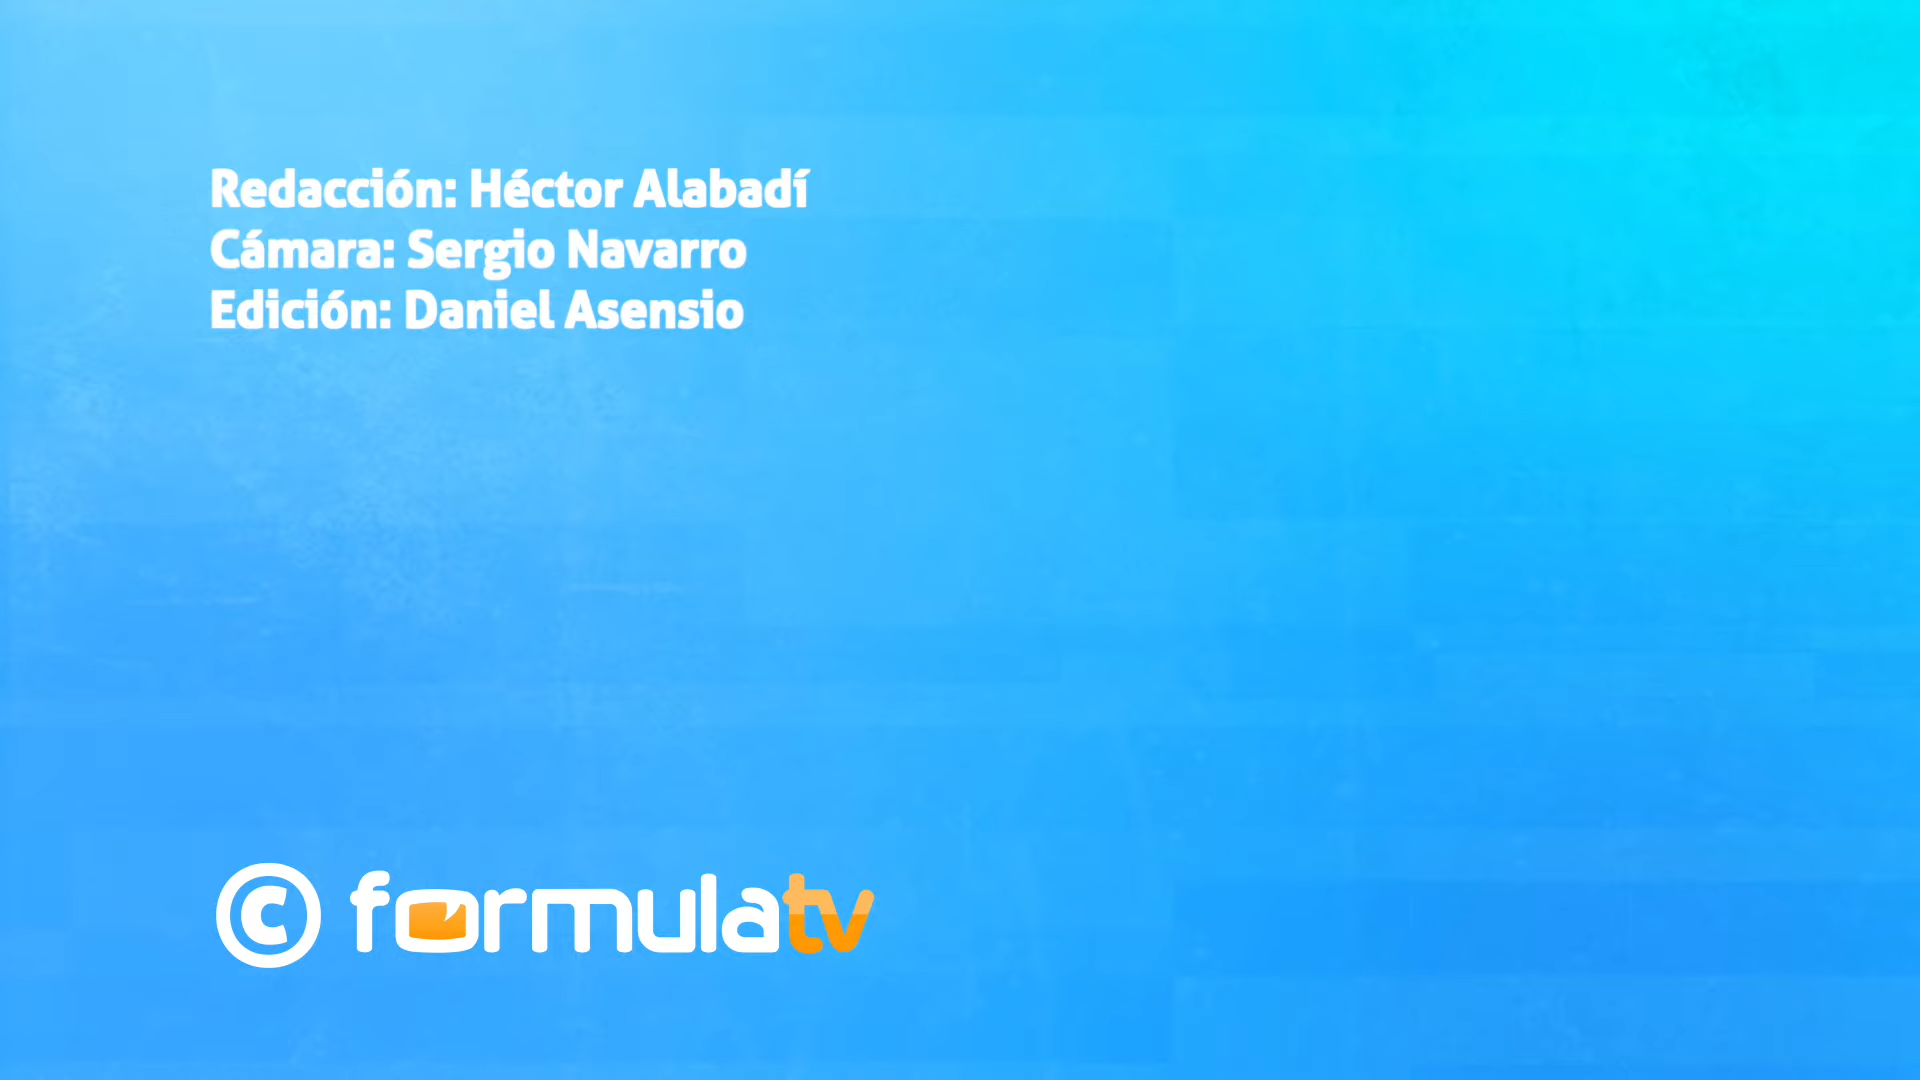 Redacción: Héctor Alabadí
Cámara: Sergio Navarro
Edición: Daniel Asensio
© formulatv